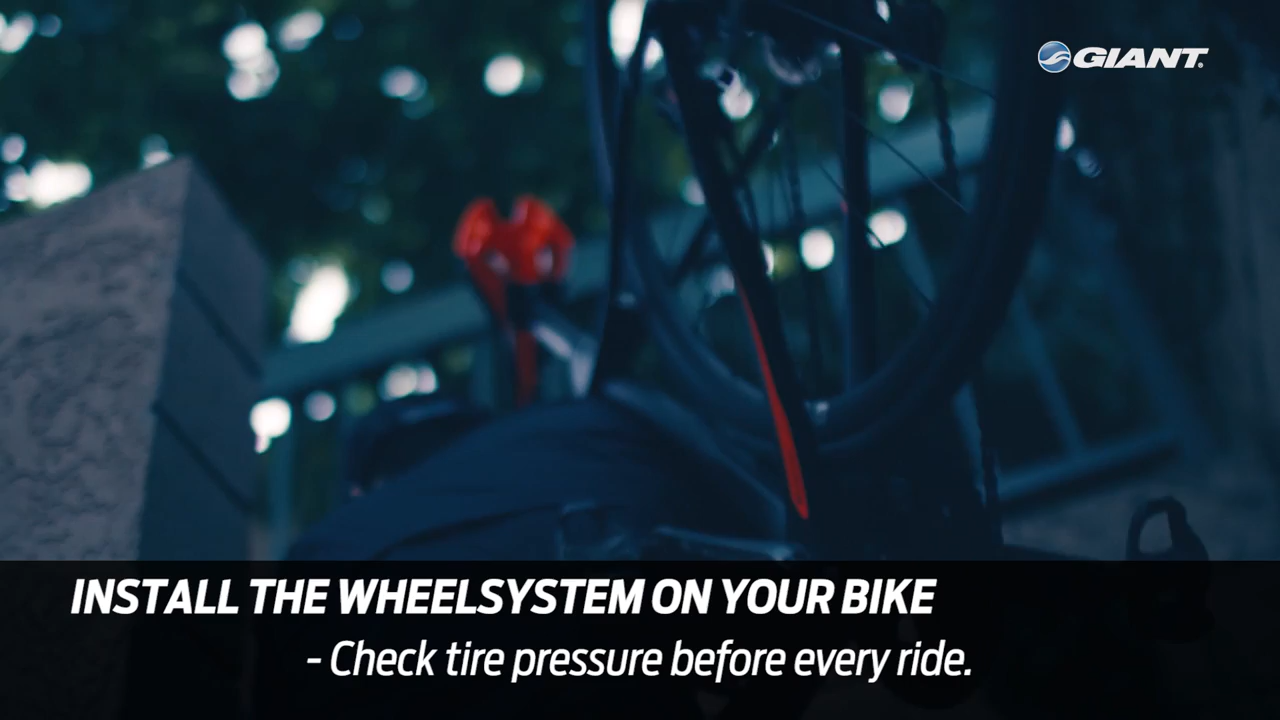 GIANT
INSTALL THE WHEELSYSTEM ON YOUR BIKE
- Check tire pressure before every ride.